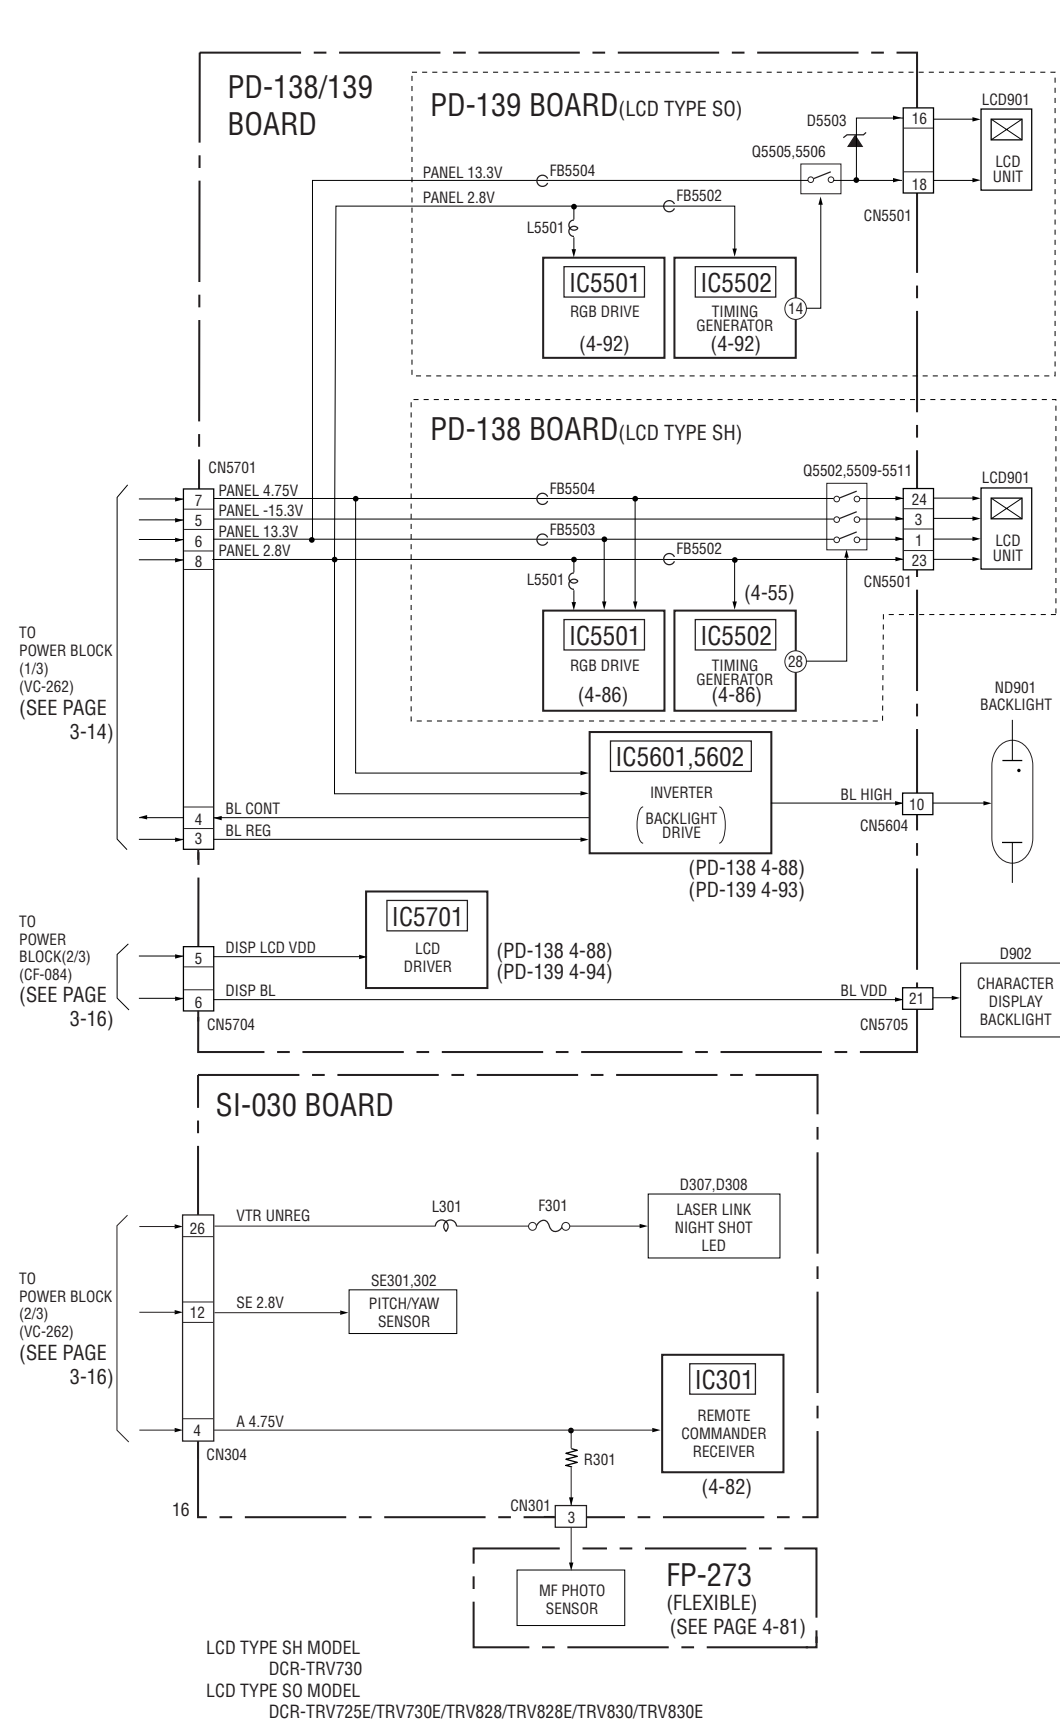 PD-138/139
BOARD
PD-139 BOARD(LCD TYPE SO)
D5503
16
LCD901
LCD
UNIT
Q5505,5506
PANEL 13.3V
FB5504
18
CN5501
PANEL 2.8V
FB5502
L5501
IC5501
RGB DRIVE
(4-92)
IC5502
TIMING
GENERATOR
(4-92)
14
PD-138 BOARD(LCD TYPE SH)
CN5701
Q5502,5509-5511
LCD901
LCD
UNIT
7
PANEL 4.75V
FB5504
24
5
PANEL -15.3V
3
6
PANEL 13.3V
FB5503
1
8
PANEL 2.8V
FB5502
23
CN5501
L5501
(4-55)
IC5501
RGB DRIVE
(4-86)
IC5502
TIMING
GENERATOR
(4-86)
28
TO
POWER BLOCK
(1/3)
(VC-262)
(SEE PAGE
3-14)
ND901
BACKLIGHT
IC5601,5602
INVERTER
(BACKLIGHT
DRIVE)
4
BL CONT
3
BL REG
BL HIGH
10
CN5604
(PD-138 4-88)
(PD-139 4-93)
TO
POWER
BLOCK(2/3)
(CF-084)
(SEE PAGE
3-16)
IC5701
LCD
DRIVER
(PD-138 4-88)
(PD-139 4-94)
5
DISP LCD VDD
6
DISP BL
CN5704
BL VDD
21
CN5705
D902
CHARACTER
DISPLAY
BACKLIGHT
SI-030 BOARD
26
VTR UNREG
L301
F301
D307,D308
LASER LINK
NIGHT SHOT
LED
TO
POWER BLOCK
(2/3)
(VC-262)
(SEE PAGE
3-16)
12
SE 2.8V
SE301,302
PITCH/YAW
SENSOR
4
A 4.75V
CN304
IC301
REMOTE
COMMANDER
RECEIVER
(4-82)
R301
16
CN301
3
MF PHOTO
SENSOR
FP-273
(FLEXIBLE)
(SEE PAGE 4-81)
LCD TYPE SH MODEL
DCR-TRV730
LCD TYPE SO MODEL
DCR-TRV725E/TRV730E/TRV828/TRV828E/TRV830/TRV830E